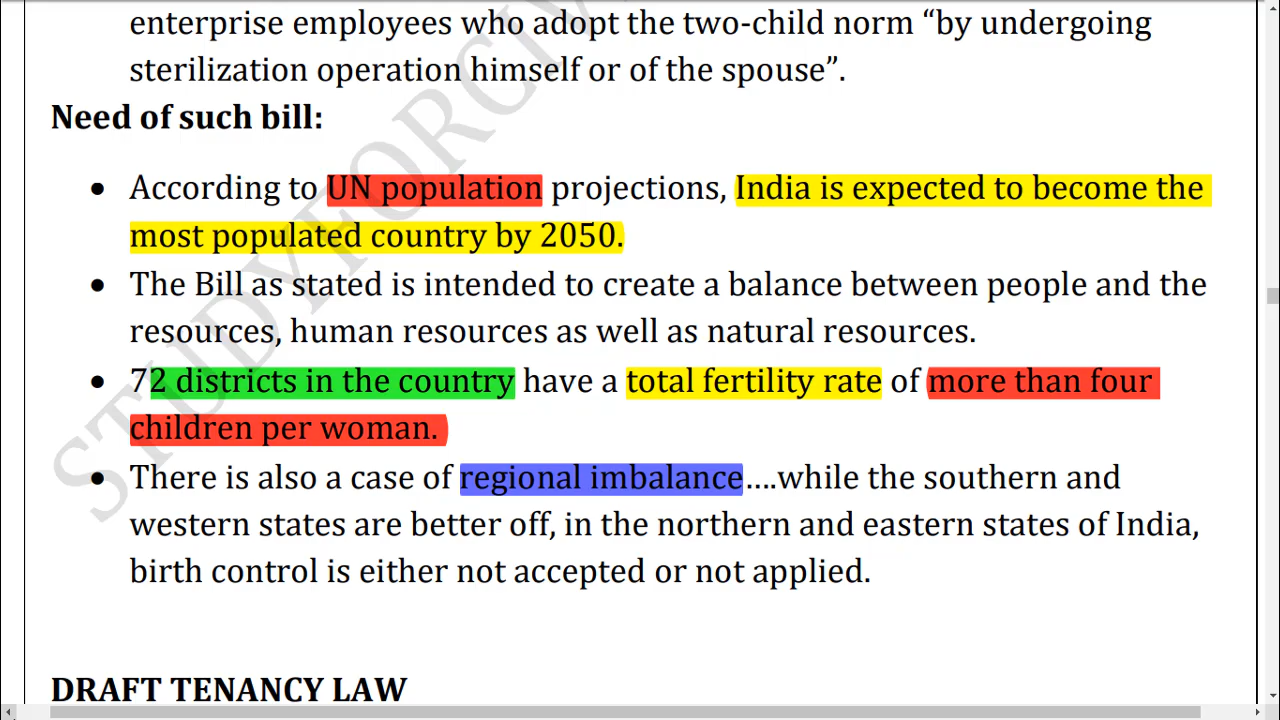 enterprise employees who adopt the two-child norm “by undergoing
sterilization operation himself or of the spouse”.
Need of such bill:
• According to UN population projections, India is expected to become the
most populated country by 2050.
• The Bill as stated is intended to create a balance between people and the
resources, human resources as well as natural resources.
• 72 districts in the country have a total fertility rate of more than four
children per woman.
• There is also a case of regional imbalance....while the southern and
western states are better off, in the northern and eastern states of India,
birth control is either not accepted or not applied.
DRAFT TENANCY LAW
STUDYFORCIV